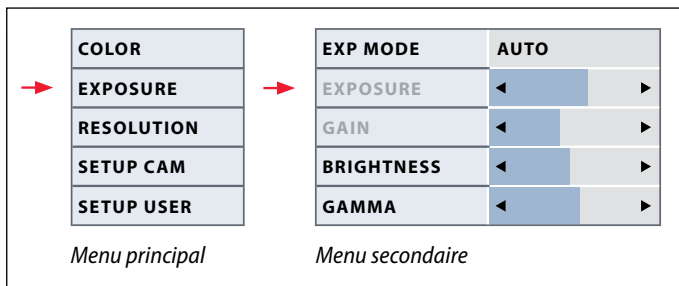 COLOR
EXPOSURE
RESOLUTION
SETUP CAM
SETUP USER
Menu principal
EXP MODE AUTO
EXPOSURE
GAIN
BRIGHTNESS
GAMMA
Menu secondaire